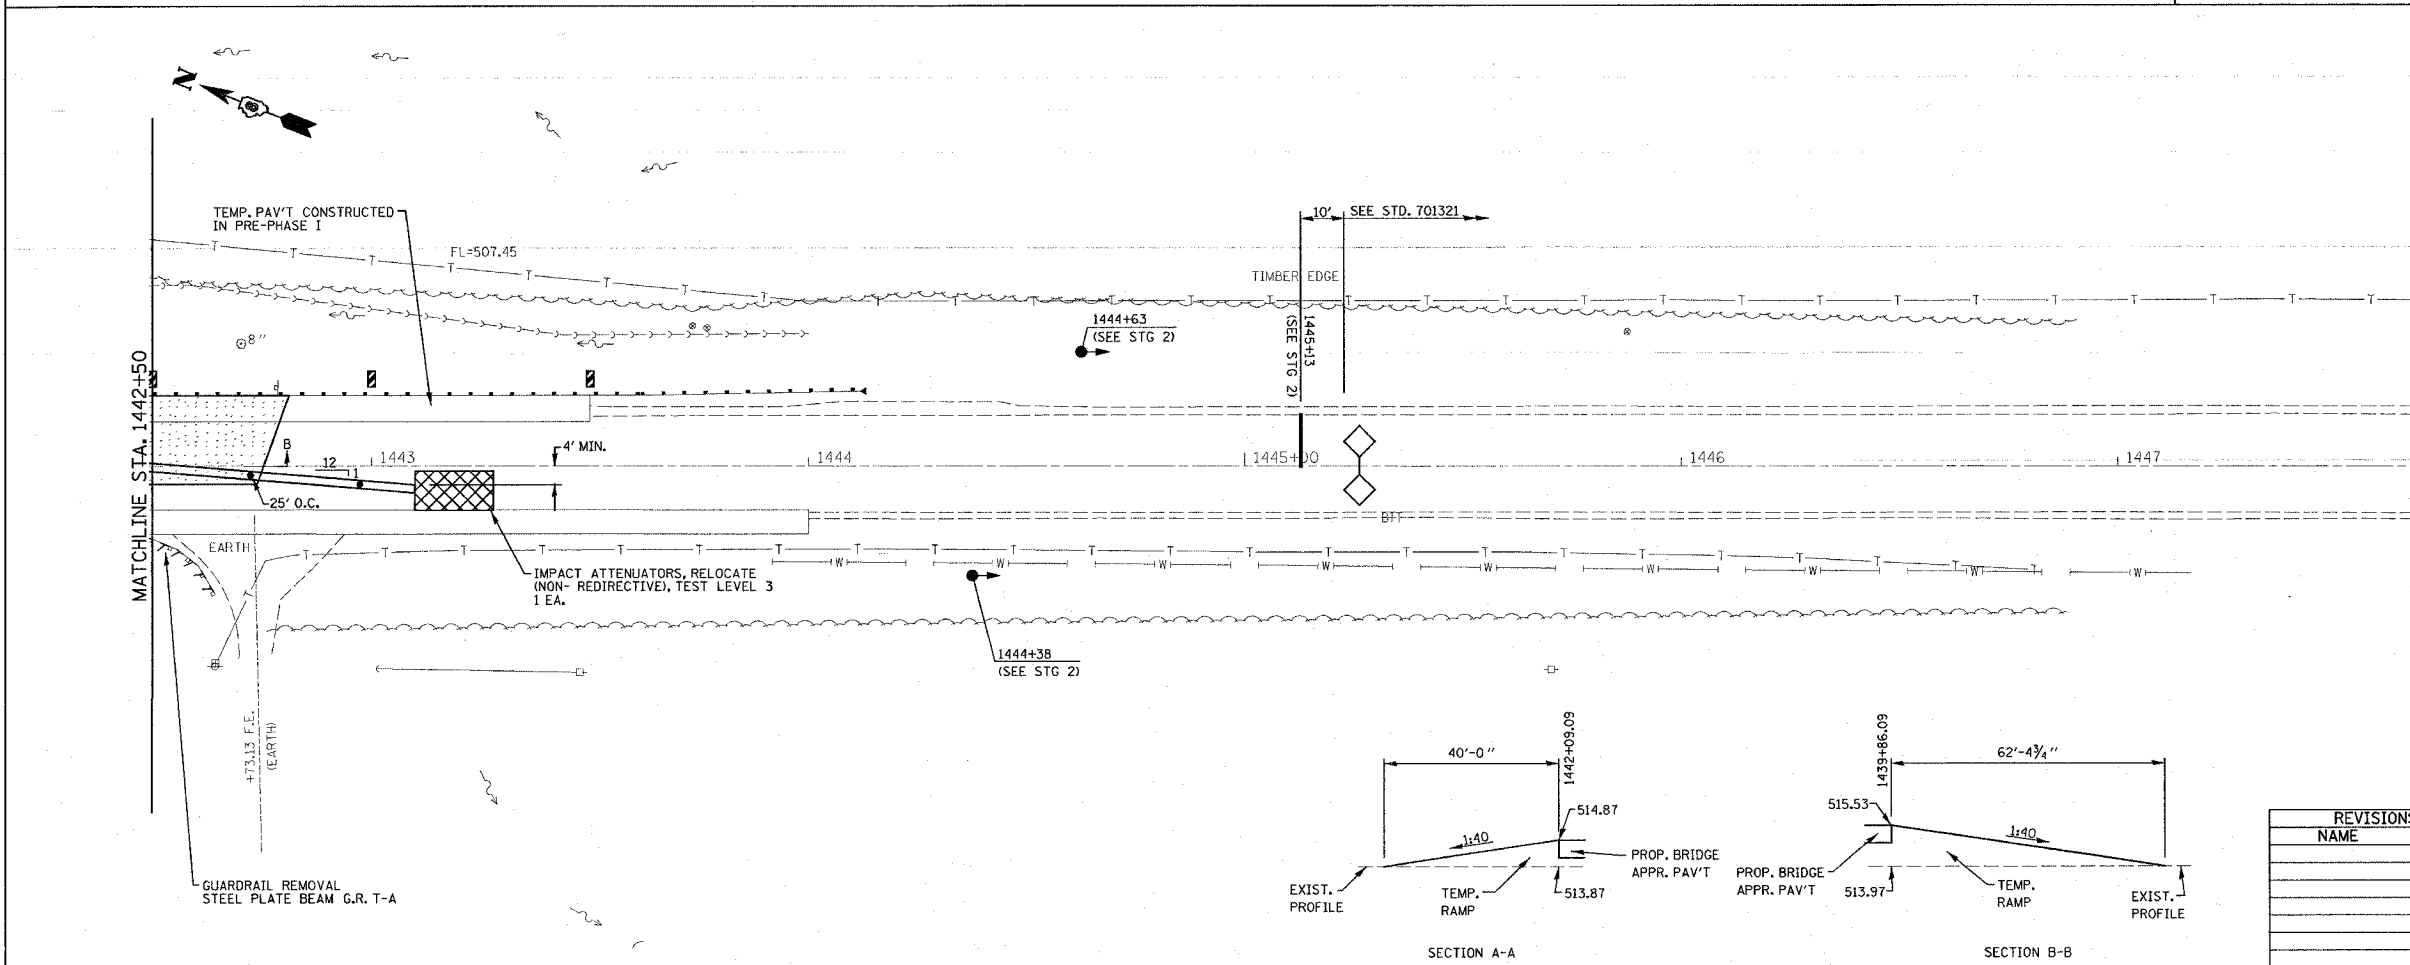 N
TEMP. PAV'T CONSTRUCTED
IN PRE-PHASE I
FL=507.45
10'
SEE STD. 701321
TIMBER EDGE
1444+63
(SEE STG 2)
1445+13
(SEE STG 2)
8"
MATCHLINE STA. 1442+50
B
12
1
1443
4' MIN.
1444
1445+00
1446
1447
25' O.C.
BIT
EARTH
T T T T T T T T T T T T T T T T T T T T T T T
W W W W W W W W W
IMPACT ATTENUATORS, RELOCATE
(NON- REDIRECTIVE), TEST LEVEL 3
1 EA.
1444+38
(SEE STG 2)
+73.13 F.E.
(EARTH)
GUARDRAIL REMOVAL
STEEL PLATE BEAM G.R. T-A
40'-0"
1442+09.09
514.87
1:40
PROP. BRIDGE
APPR. PAV'T
EXIST.
PROFILE
TEMP.
RAMP
513.87
SECTION A-A
1439+86.09
62'-4¾"
515.53
1:40
PROP. BRIDGE
APPR. PAV'T
513.97
TEMP.
RAMP
EXIST.
PROFILE
SECTION B-B
REVISIONS
NAME